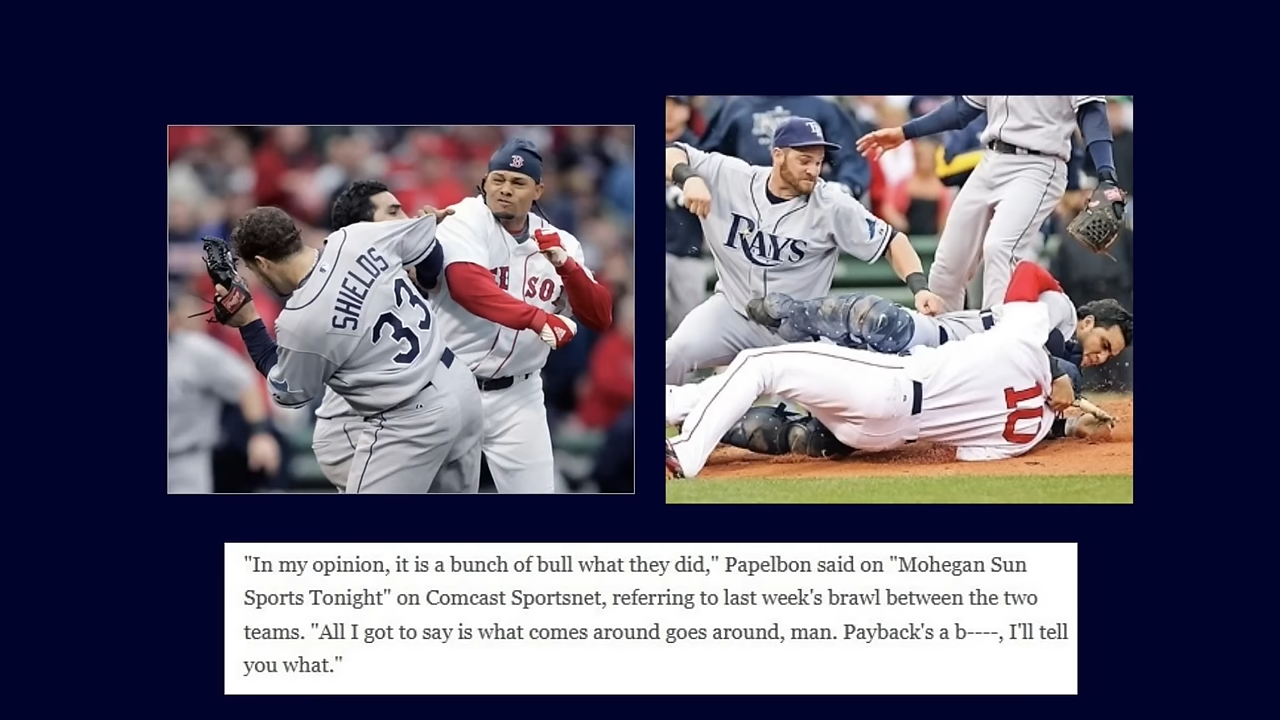 SHIELDS
33
B
SO
TB
RAYS
10
"In my opinion, it is a bunch of bull what they did," Papelbon said on "Mohegan Sun
Sports Tonight" on Comcast Sportsnet, referring to last week's brawl between the two
teams. "All I got to say is what comes around goes around, man. Payback's a b----, I'll tell
you what."